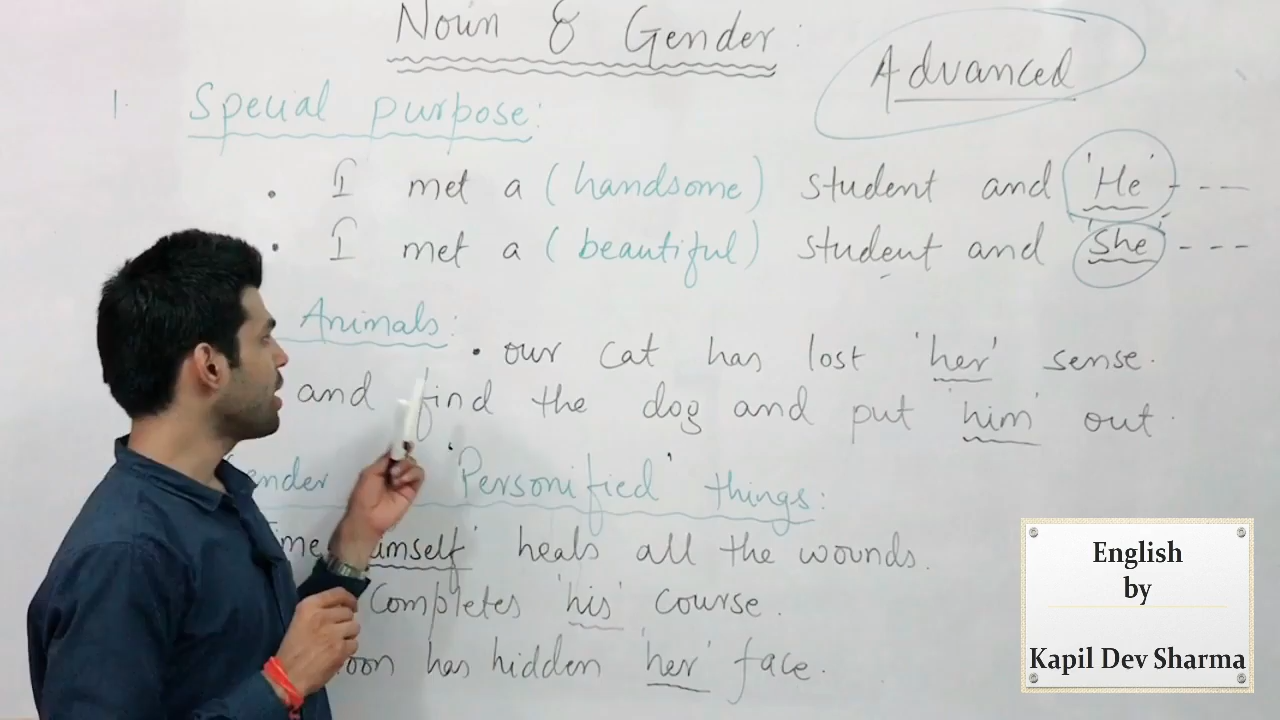 Noun & Gender:
Advanced
1. Special purpose:
• I met a (handsome) student and 'He' - - -
• I met a (beautiful) student and 'she' - - -
Animals:
• our cat has lost 'her' sense.
and find the dog and put 'him' out.
'Personified' things:
heals all the wounds.
Completes 'his' course.
has hidden 'her' face.
English
by
Kapil Dev Sharma